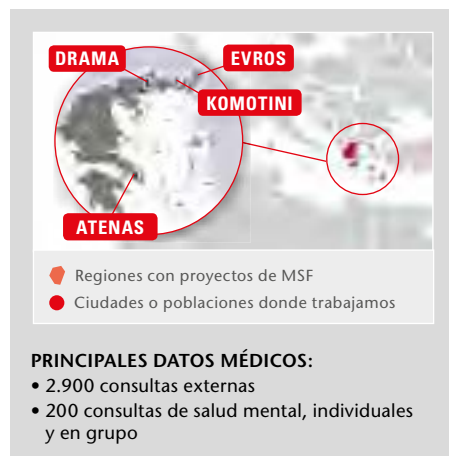 DRAMA
EVROS
KOMOTINI
ATENAS
Regiones con proyectos de MSF
Ciudades o poblaciones donde trabajamos
PRINCIPALES DATOS MÉDICOS:
• 2.900 consultas externas
• 200 consultas de salud mental, individuales
y en grupo